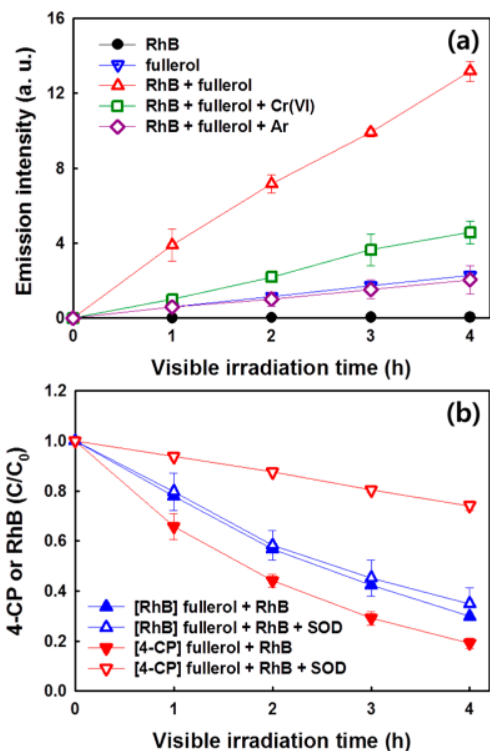 (a)
RhB
fullerol
RhB + fullerol
RhB + fullerol + Cr(VI)
RhB + fullerol + Ar
Emission intensity (a. u.)
16
12
8
4
0
0 1 2 3 4
Visible irradiation time (h)
(b)
4-CP or RhB (C/C₀)
1.2
1.0
0.8
0.6
0.4
0.2
0.0
[RhB] fullerol + RhB
[RhB] fullerol + RhB + SOD
[4-CP] fullerol + RhB
[4-CP] fullerol + RhB + SOD
0 1 2 3 4
Visible irradiation time (h)